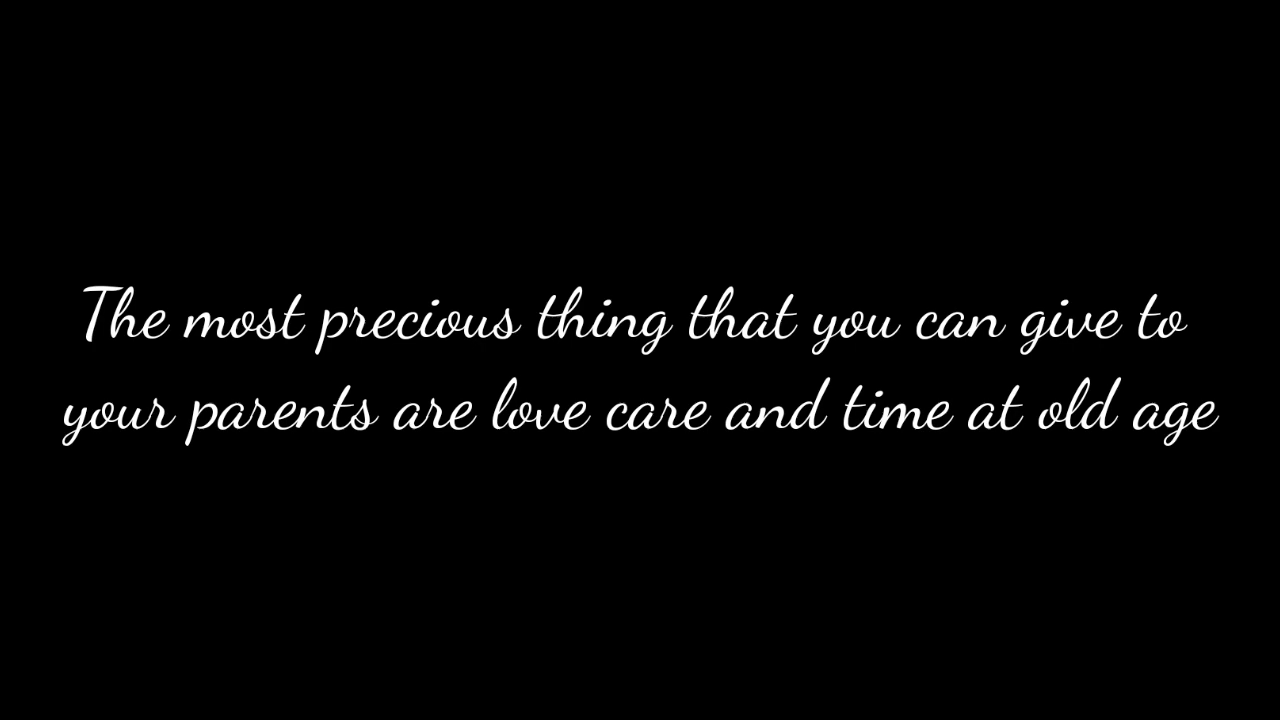 The most precious thing that you can give to
your parents are love care and time at old age